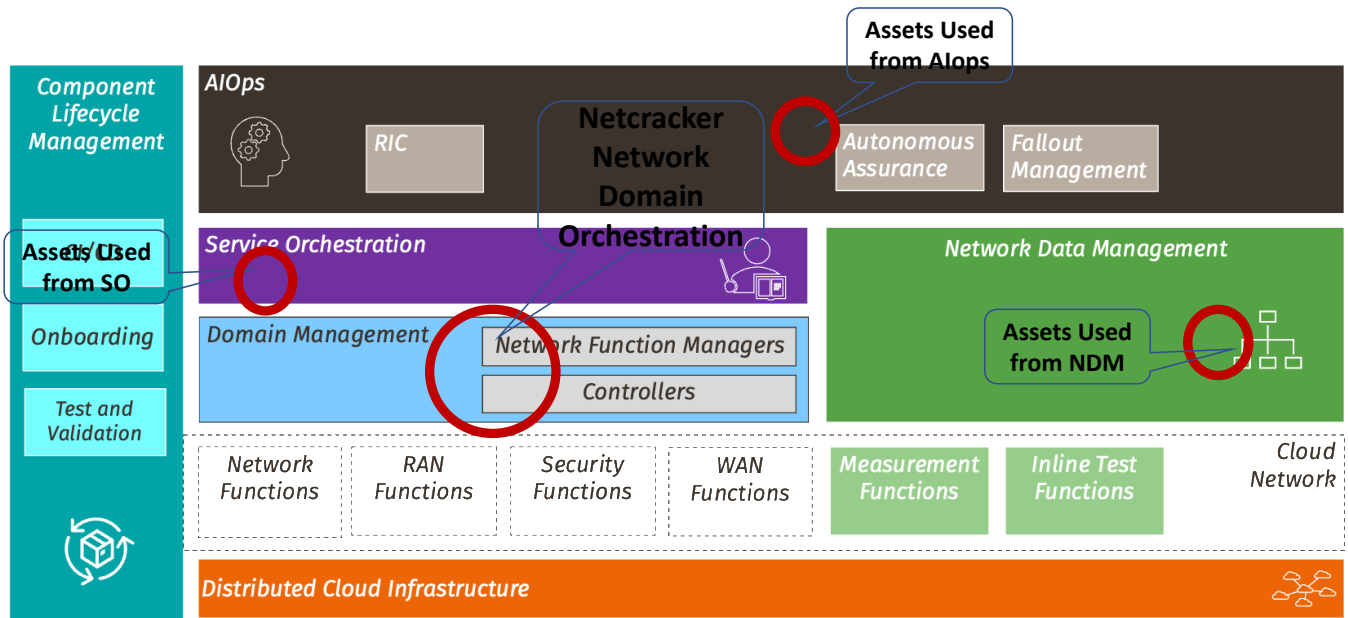 Assets Used
from AIops
Component
Lifecycle
Management
AIOps
Netcracker
Network
Domain
Orchestration
RIC
Autonomous
Assurance
Fallout
Management
CI/CD
Assets Used
from SO
Service Orchestration
Network Data Management
Onboarding
Domain Management
Network Function Managers
Controllers
Assets Used
from NDM
Test and
Validation
Network
Functions
RAN
Functions
Security
Functions
WAN
Functions
Measurement
Functions
Inline Test
Functions
Cloud
Network
Distributed Cloud Infrastructure